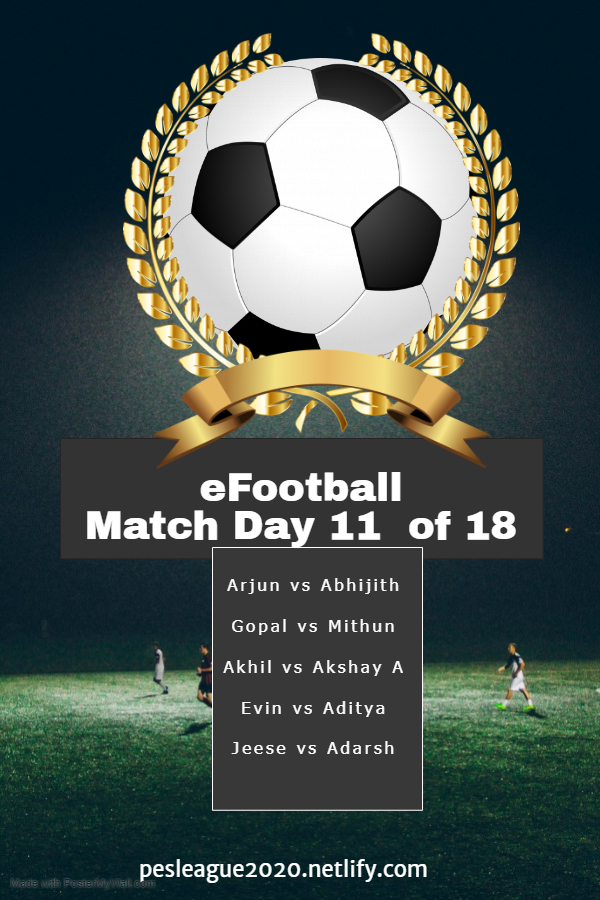 eFootball
Match Day 11 of 18
Arjun vs Abhijith
Gopal vs Mithun
Akhil vs Akshay A
Evin vs Aditya
Jeese vs Adarsh
pesleague2020.netlify.com
Made with PosterMyWall.com